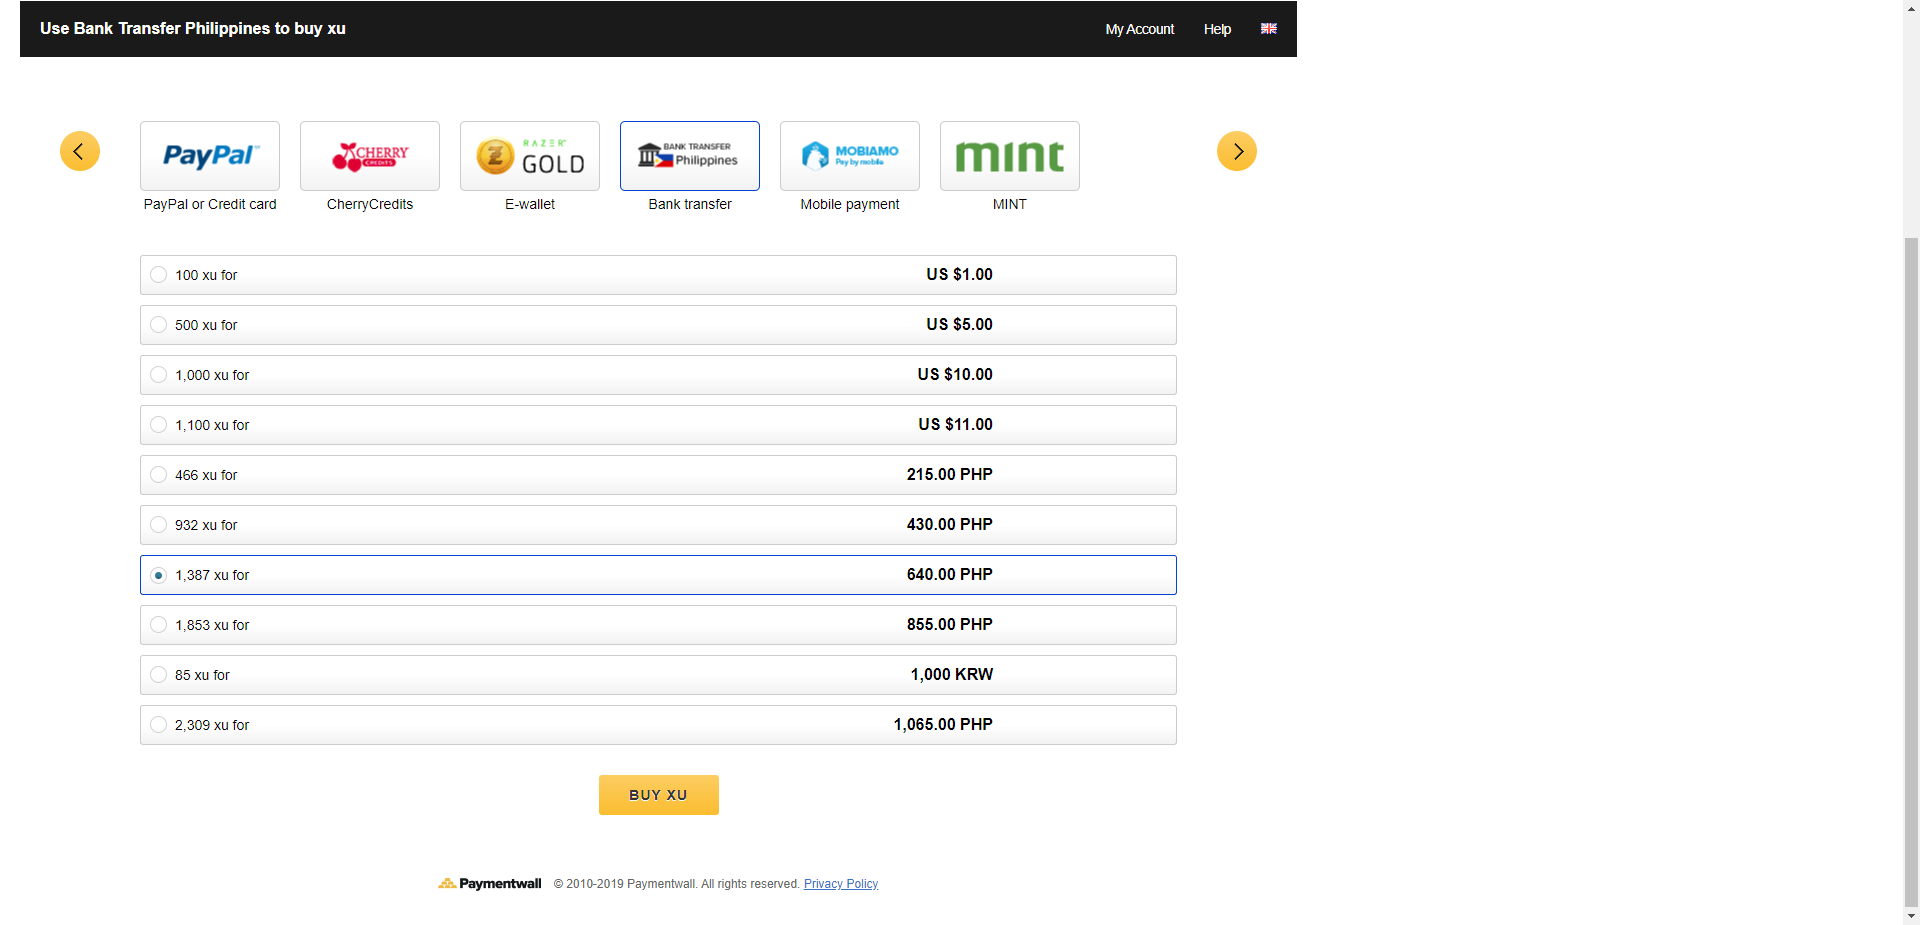 Use Bank Transfer Philippines to buy xu
My Account Help
PayPal™
CHERRY
CREDITS
RAZER
GOLD
BANK TRANSFER
Philippines
MOBIAMO
Pay by mobile
mint
PayPal or Credit card
CherryCredits
E-wallet
Bank transfer
Mobile payment
MINT
100 xu for US $1.00
500 xu for US $5.00
1,000 xu for US $10.00
1,100 xu for US $11.00
466 xu for 215.00 PHP
932 xu for 430.00 PHP
1,387 xu for 640.00 PHP
1,853 xu for 855.00 PHP
85 xu for 1,000 KRW
2,309 xu for 1,065.00 PHP
BUY XU
Paymentwall © 2010-2019 Paymentwall. All rights reserved. Privacy Policy